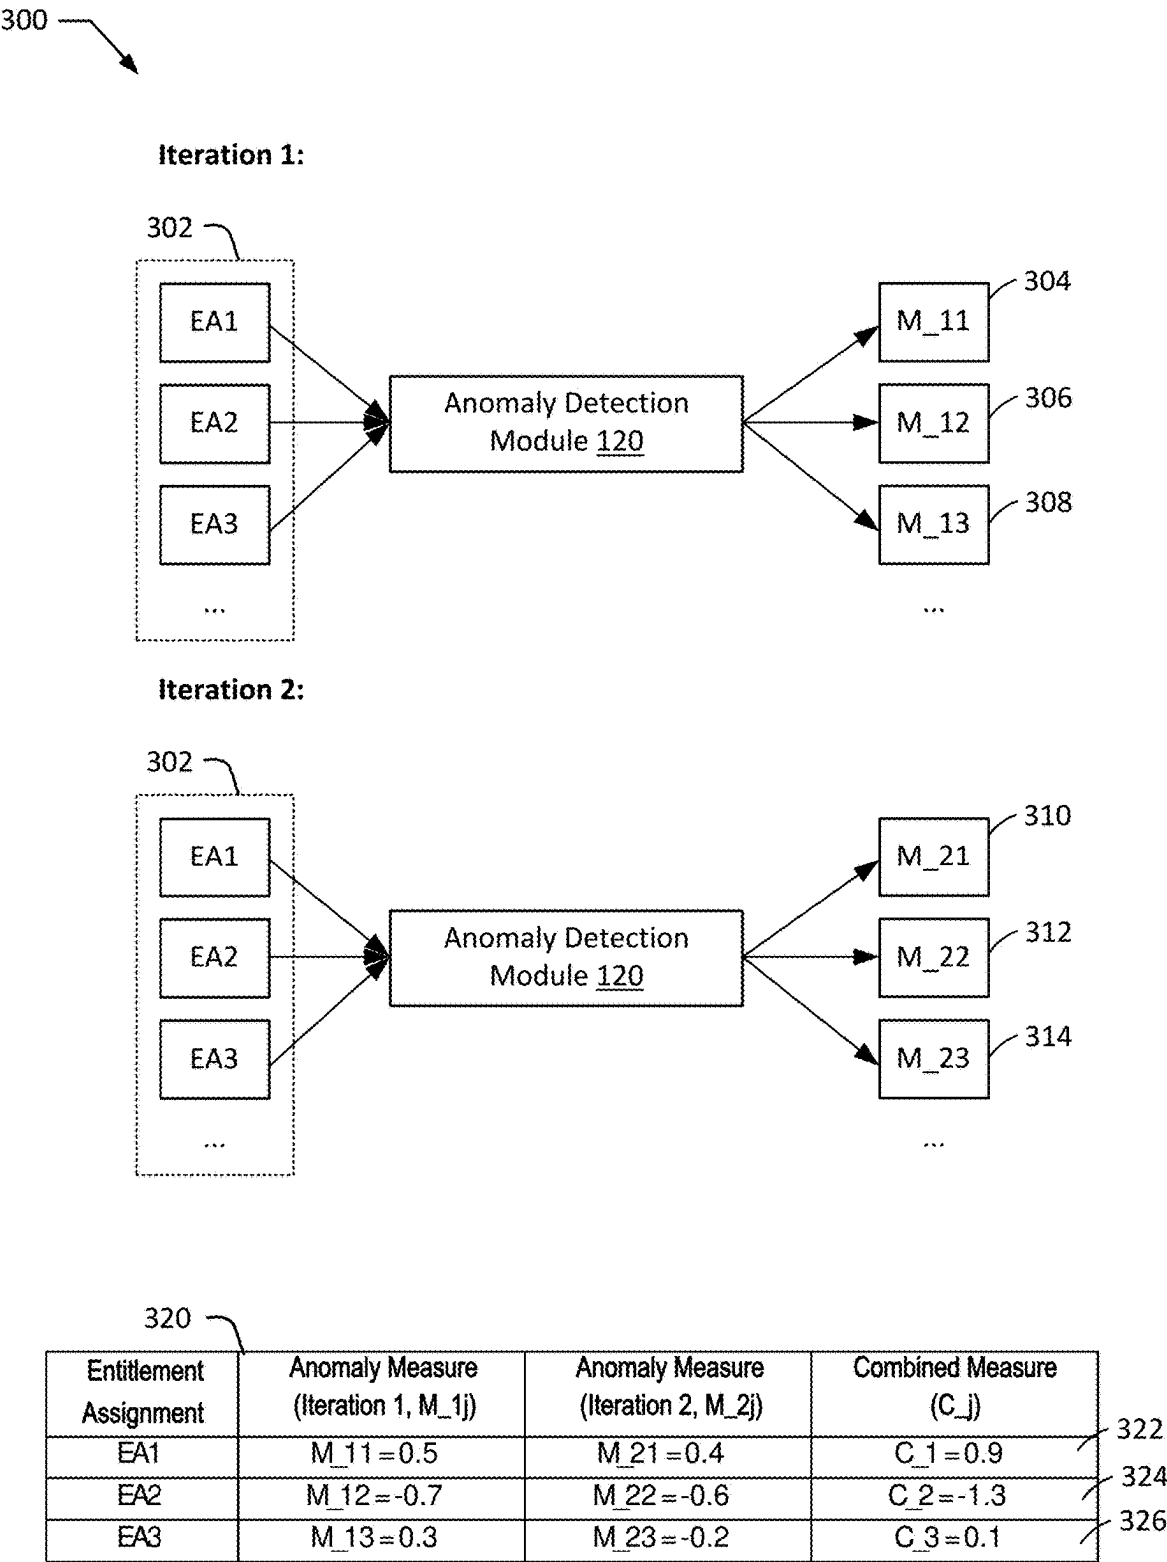 300
Iteration 1:
302
EA1
EA2
EA3
...
Anomaly Detection
Module 120
M_11
304
M_12
306
M_13
308
...
Iteration 2:
302
EA1
EA2
EA3
...
Anomaly Detection
Module 120
M_21
310
M_22
312
M_23
314
...
320
Entitlement
Assignment
Anomaly Measure
(Iteration 1, M_1j)
Anomaly Measure
(Iteration 2, M_2j)
Combined Measure
(C_j)
EA1 M_11=0.5 M_21=0.4 C_1=0.9 322
EA2 M_12=-0.7 M_22=-0.6 C_2=-1.3 324
EA3 M_13=0.3 M_23=-0.2 C_3=0.1 326